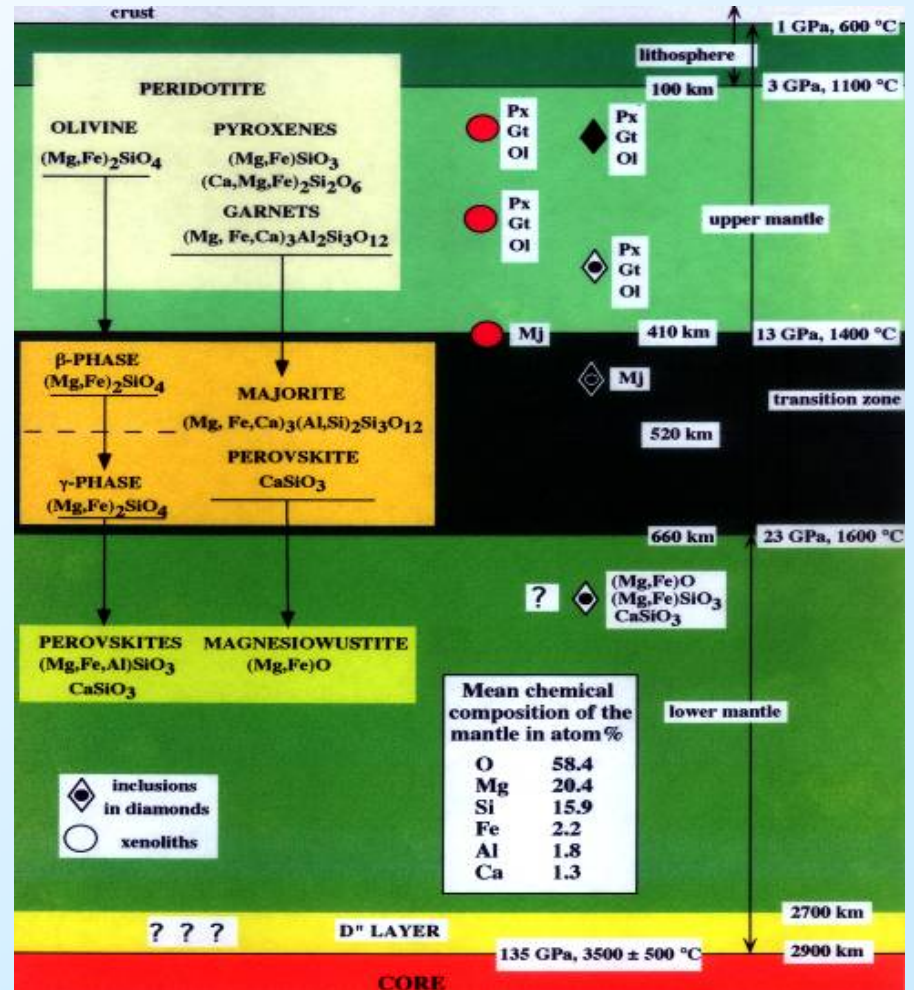 crust
1 GPa, 600 °C
lithosphere
100 km
3 GPa, 1100 °C
PERIDOTITE
OLIVINE
(Mg,Fe)2SiO4
PYROXENES
(Mg,Fe)SiO3
(Ca,Mg,Fe)2Si2O6
GARNETS
(Mg, Fe,Ca)3Al2Si3O12
Px
Gt
Ol
Px
Gt
Ol
Px
Gt
Ol
Px
Gt
Ol
upper mantle
Mj
410 km
13 GPa, 1400 °C
β-PHASE
(Mg,Fe)2SiO4
MAJORITE
(Mg, Fe,Ca)3(Al,Si)2Si3O12
PEROVSKITE
CaSiO3
γ-PHASE
(Mg,Fe)2SiO4
Mj
transition zone
520 km
660 km
23 GPa, 1600 °C
?
(Mg,Fe)O
(Mg,Fe)SiO3
CaSiO3
PEROVSKITES
(Mg,Fe,Al)SiO3
CaSiO3
MAGNESIOWUSTITE
(Mg,Fe)O
lower mantle
Mean chemical
composition of the
mantle in atom%
O 58.4
Mg 20.4
Si 15.9
Fe 2.2
Al 1.8
Ca 1.3
inclusions
in diamonds
xenoliths
2700 km
? ? ?
D" LAYER
135 GPa, 3500 ± 500 °C
2900 km
CORE